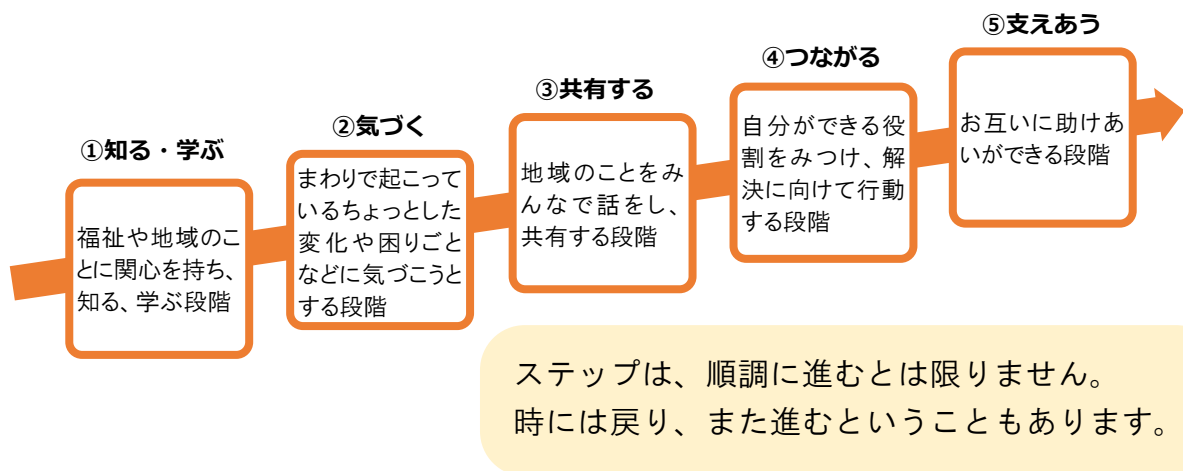 ①知る・学ぶ
福祉や地域のこ
とに関心を持ち、
知る、学ぶ段階
②気づく
まわりで起こって
いるちょっとした
変化や困りごと
などに気づこうと
する段階
③共有する
地域のことをみ
んなで話をし、
共有する段階
④つながる
自分ができる役
割をみつけ、解
決に向けて行動
する段階
⑤支えあう
お互いに助けあ
いができる段階
ステップは、順調に進むとは限りません。
時には戻り、また進むということもあります。